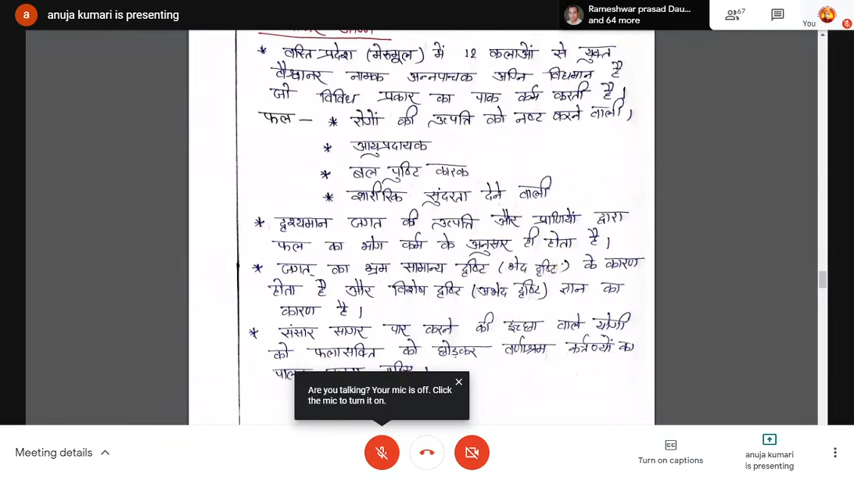 a anuja kumari is presenting
Rameshwar prasad Dau...
and 64 more
67
You
* वस्ति प्रदेश (मेरुमूल) में 12 कलाओं से युक्त
वैश्वानर नामक अन्नपाचक अग्नि विद्यमान है
जो विविध प्रकार का पाक कर्म करती है।
फल – * रोगों की उत्पत्ति को नष्ट करने वाली,
* आयुप्रदायक
* बल पुष्टि कारक
* शारीरिक सुंदरता देने वाली
* दृश्यमान जगत की उत्पत्ति और प्राणियों द्वारा
फल का भोग कर्म के अनुसार ही होता है।
* जगत् का भ्रम सामान्य दृष्टि (भेद दृष्टि) के कारण
होता है और विशेष दृष्टि (अभेद दृष्टि) ज्ञान का
कारण है।
* संसार सागर पार करने की इच्छा वाले योगी
को फलासक्ति को छोड़कर वर्णाश्रम कर्त्तव्यों का
Are you talking? Your mic is off. Click
the mic to turn it on.
Meeting details
Turn on captions
anuja kumari
is presenting